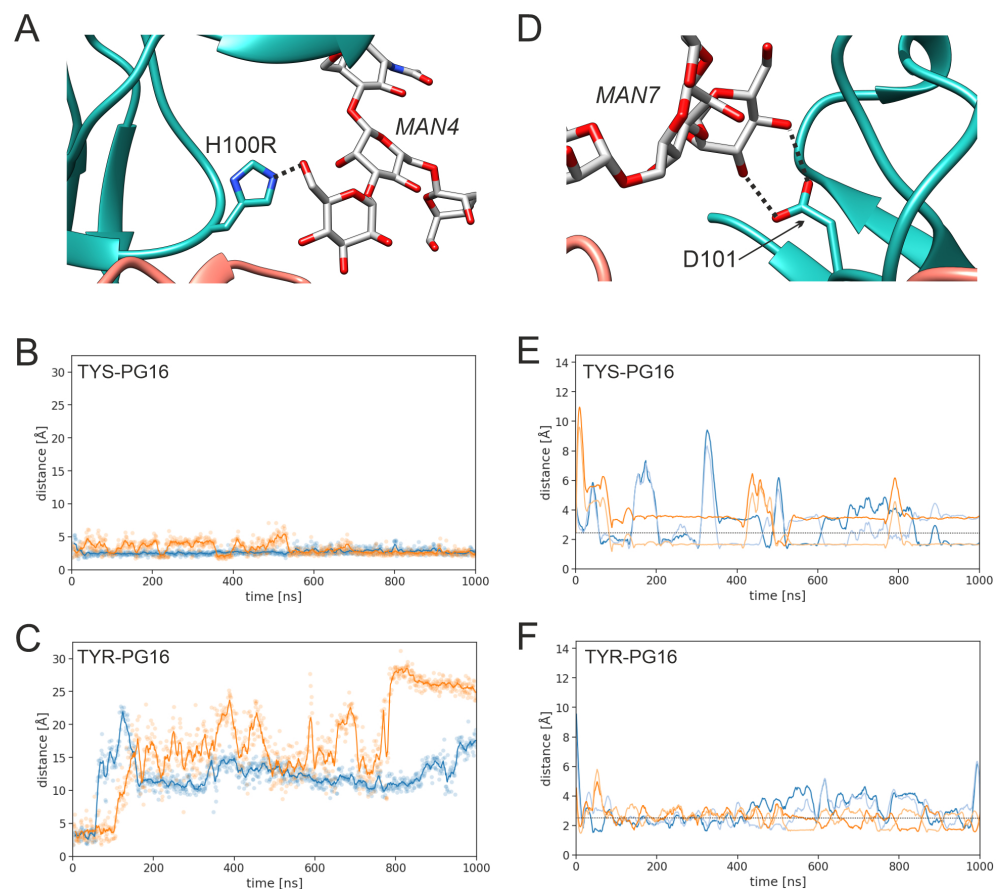 A
H100R
MAN4
D
MAN7
D101
B
TYS-PG16
30
25
20
15
10
5
0
distance [Å]
0 200 400 600 800 1000
time [ns]
E
TYS-PG16
14
12
10
8
6
4
2
0
distance [Å]
0 200 400 600 800 1000
time [ns]
C
TYR-PG16
30
25
20
15
10
5
0
distance [Å]
0 200 400 600 800 1000
time [ns]
F
TYR-PG16
14
12
10
8
6
4
2
0
distance [Å]
0 200 400 600 800 1000
time [ns]